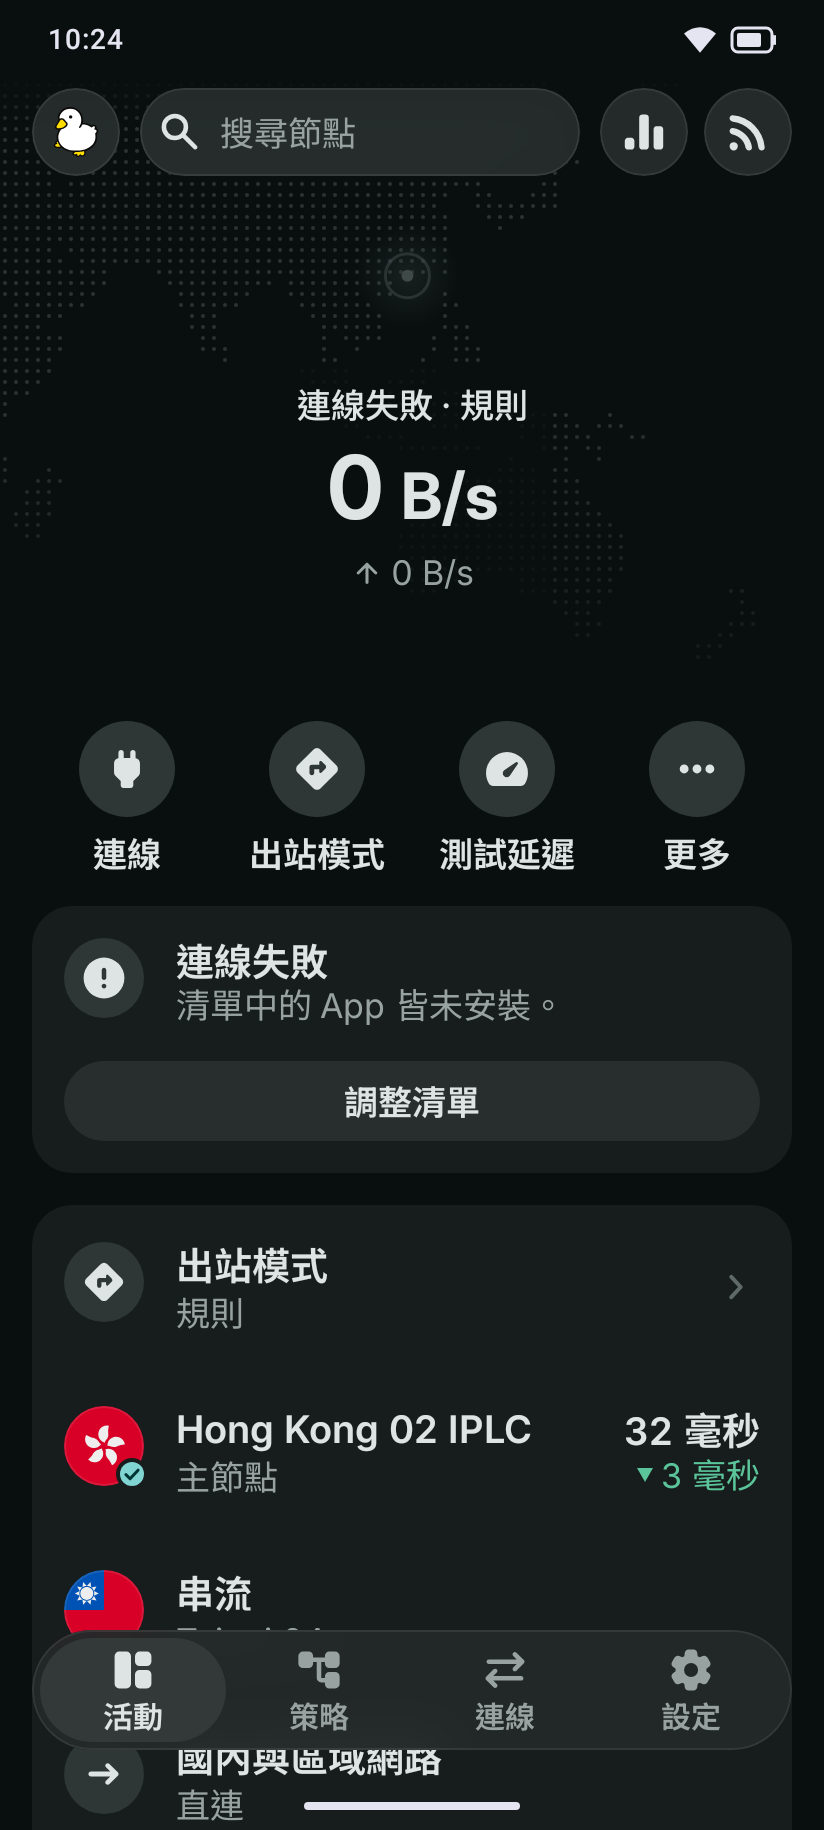 10:24
搜尋節點
連線失敗 · 規則
0 B/s
↑ 0 B/s
連線
出站模式
測試延遲
更多
連線失敗
清單中的 App 皆未安裝。
調整清單
出站模式
規則
Hong Kong 02 IPLC
32 毫秒
主節點
▼3 毫秒
串流
活動
策略
連線
設定
國內與區域網路
直連